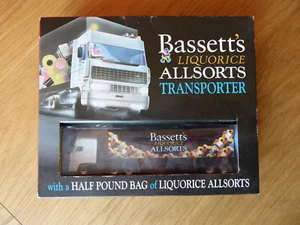 Bassett's
LIQUORICE
ALLSORTS
TRANSPORTER
Bassett's
LIQUORICE
ALLSORTS
with a HALF POUND BAG of LIQUORICE ALLSORTS